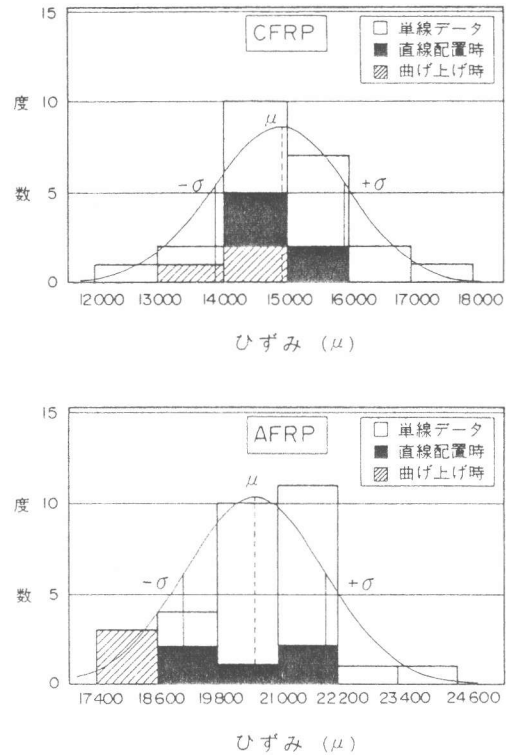 CFRP
15
10
5
0
度
数
□ 単線データ
■ 直線配置時
▨ 曲げ上げ時
μ
-σ
+σ
12000 13000 14000 15000 16000 17000 18000
ひずみ (μ)
AFRP
15
10
5
0
度
数
□ 単線データ
■ 直線配置時
▨ 曲げ上げ時
μ
-σ
+σ
17400 18600 19800 21000 22200 23400 24600
ひずみ (μ)